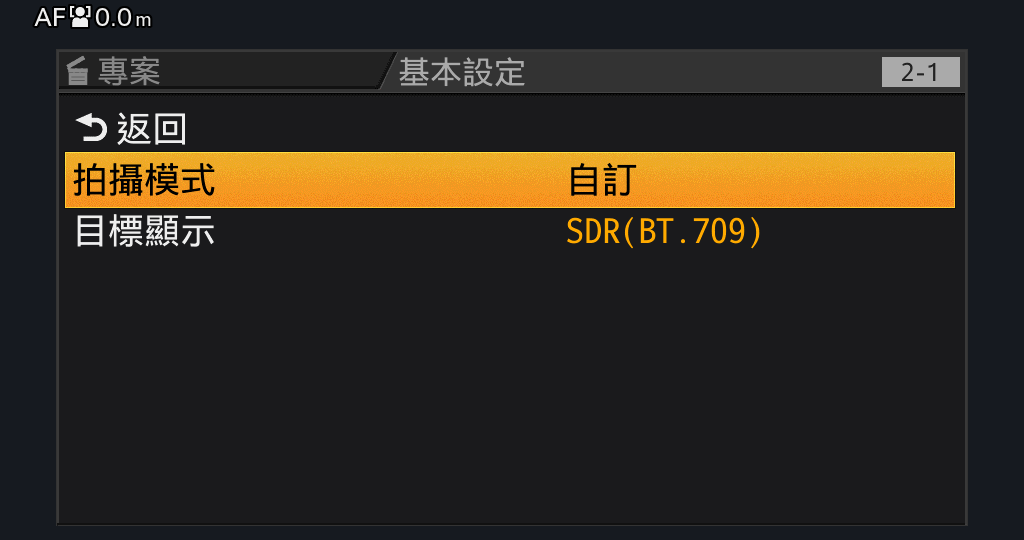 AF 0.0m
專案 基本設定 2-1
返回
拍攝模式 自訂
目標顯示 SDR(BT.709)